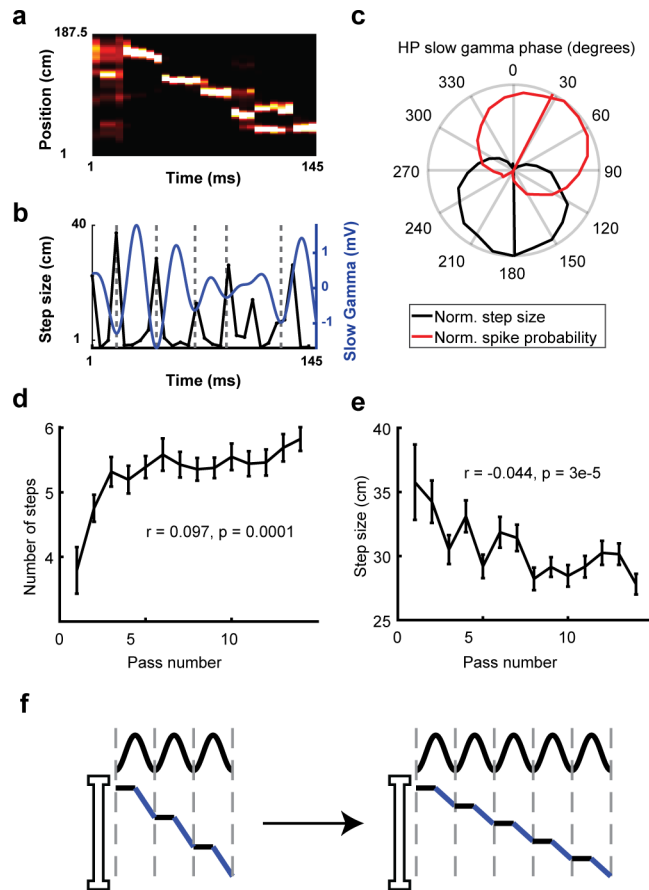 a
187.5
Position (cm)
1
1
145
Time (ms)
b
40
Step size (cm)
1
1
0
-1
Slow Gamma (mV)
1
145
Time (ms)
c
HP slow gamma phase (degrees)
0
30
60
90
120
150
180
210
240
270
300
330
Norm. step size
Norm. spike probability
d
6
5
4
Number of steps
r = 0.097, p = 0.0001
0
5
10
Pass number
e
40
35
30
25
Step size (cm)
r = -0.044, p = 3e-5
0
5
10
Pass number
f